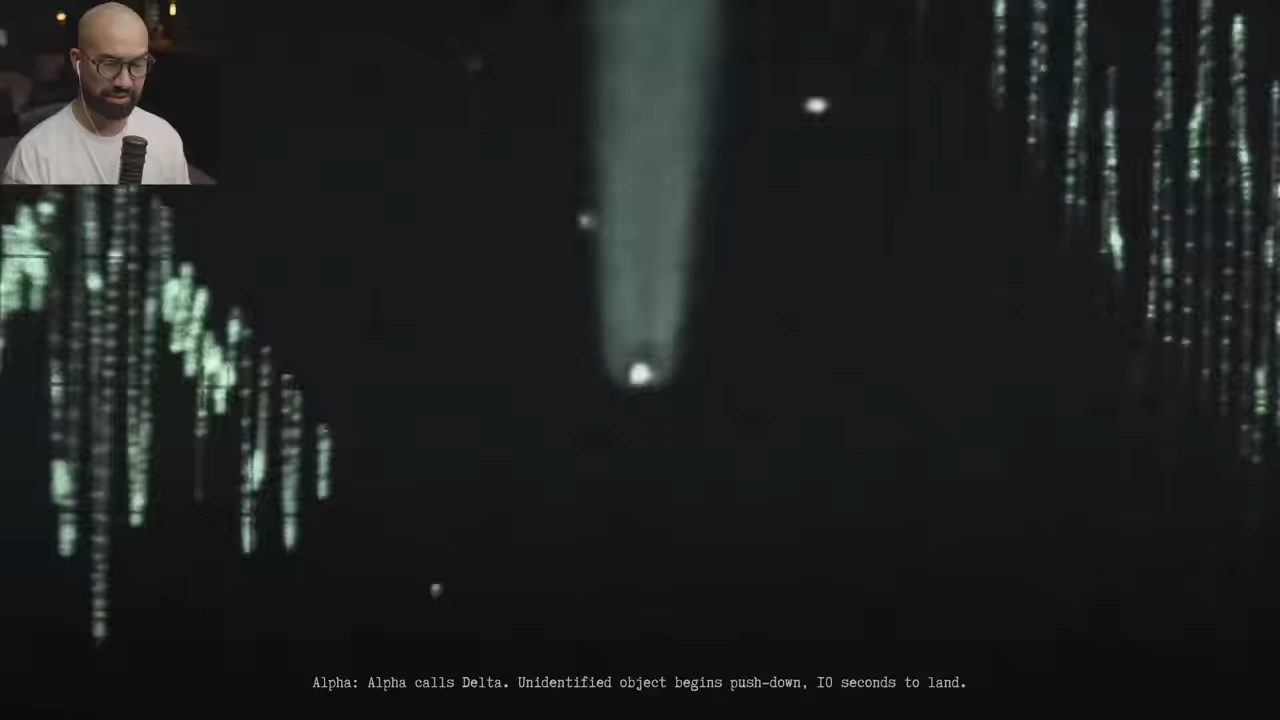 Alpha: Alpha calls Delta. Unidentified object begins push-down, 10 seconds to land.